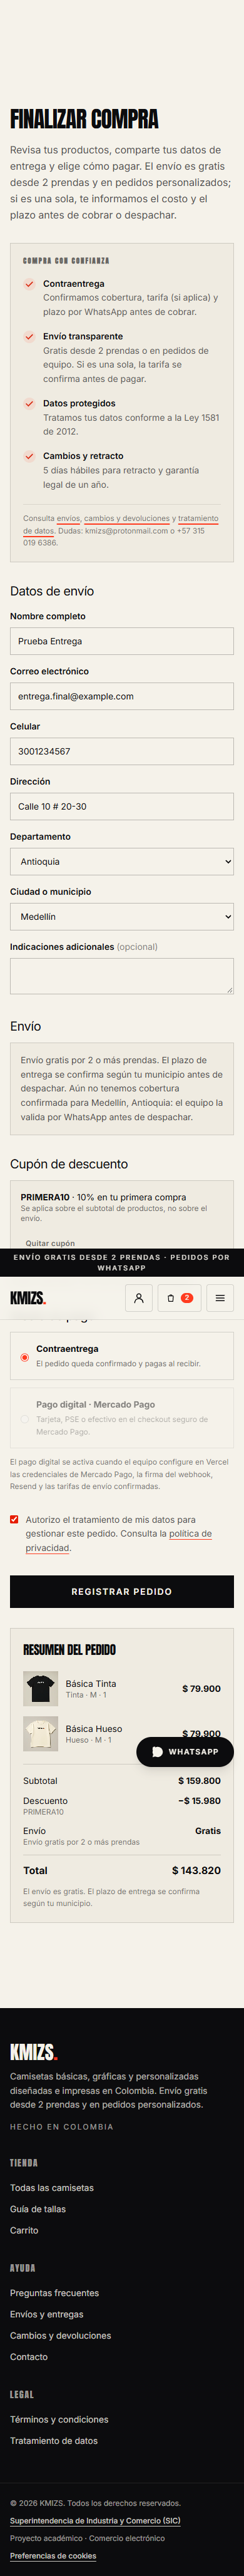 FINALIZAR COMPRA
Revisa tus productos, comparte tus datos de
entrega y elige cómo pagar. El envío es gratis
desde 2 prendas y en pedidos personalizados;
si es una sola, te informamos el costo y el
plazo antes de cobrar o despachar.
COMPRA CON CONFIANZA
Contraentrega
Confirmamos cobertura, tarifa (si aplica) y
plazo por WhatsApp antes de cobrar.
Envío transparente
Gratis desde 2 prendas o en pedidos de
equipo. Si es una sola, la tarifa se
confirma antes de pagar.
Datos protegidos
Tratamos tus datos conforme a la Ley 1581
de 2012.
Cambios y retracto
5 días hábiles para retracto y garantía
legal de un año.
Consulta envíos, cambios y devoluciones y tratamiento
de datos. Dudas: kmizs@protonmail.com o +57 315
019 6386.
Datos de envío
Nombre completo
Prueba Entrega
Correo electrónico
entrega.final@example.com
Celular
3001234567
Dirección
Calle 10 # 20-30
Departamento
Antioquia
Ciudad o municipio
Medellín
Indicaciones adicionales (opcional)
Envío
Envío gratis por 2 o más prendas. El plazo de
entrega se confirma según tu municipio antes de
despachar. Aún no tenemos cobertura
confirmada para Medellín, Antioquia: el equipo la
valida por WhatsApp antes de despachar.
Cupón de descuento
PRIMERA10 · 10% en tu primera compra
Se aplica sobre el subtotal de productos, no sobre el
envío.
Quitar cupón
ENVÍO GRATIS DESDE 2 PRENDAS · PEDIDOS POR
WHATSAPP
KMIZS.
2
Contraentrega
El pedido queda confirmado y pagas al recibir.
Pago digital · Mercado Pago
Tarjeta, PSE o efectivo en el checkout seguro de
Mercado Pago.
El pago digital se activa cuando el equipo configure en Vercel
las credenciales de Mercado Pago, la firma del webhook,
Resend y las tarifas de envío confirmadas.
Autorizo el tratamiento de mis datos para
gestionar este pedido. Consulta la política de
privacidad.
REGISTRAR PEDIDO
RESUMEN DEL PEDIDO
Básica Tinta
Tinta · M · 1
$ 79.900
Básica Hueso
Hueso · M · 1
$ 79.900
WHATSAPP
Subtotal
$ 159.800
Descuento
PRIMERA10
−$ 15.980
Envío
Envío gratis por 2 o más prendas
Gratis
Total
$ 143.820
El envío es gratis. El plazo de entrega se confirma
según tu municipio.
KMIZS.
Camisetas básicas, gráficas y personalizadas
diseñadas e impresas en Colombia. Envío gratis
desde 2 prendas y en pedidos personalizados.
HECHO EN COLOMBIA
TIENDA
Todas las camisetas
Guía de tallas
Carrito
AYUDA
Preguntas frecuentes
Envíos y entregas
Cambios y devoluciones
Contacto
LEGAL
Términos y condiciones
Tratamiento de datos
© 2026 KMIZS. Todos los derechos reservados.
Superintendencia de Industria y Comercio (SIC)
Proyecto académico · Comercio electrónico
Preferencias de cookies